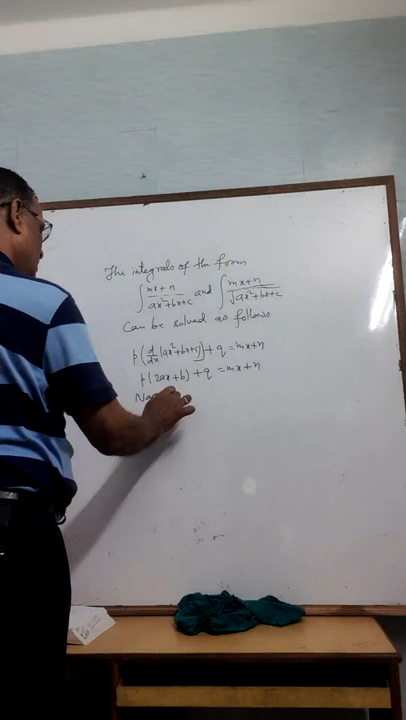 The integrals of the form
∫ mx + n / ax² + bx + c and ∫ mx + n / √ax² + bx + c
Can be solved as follows.
p(d/dx (ax² + bx + c)) + q = mx + n
p(2ax + b) + q = mx + n